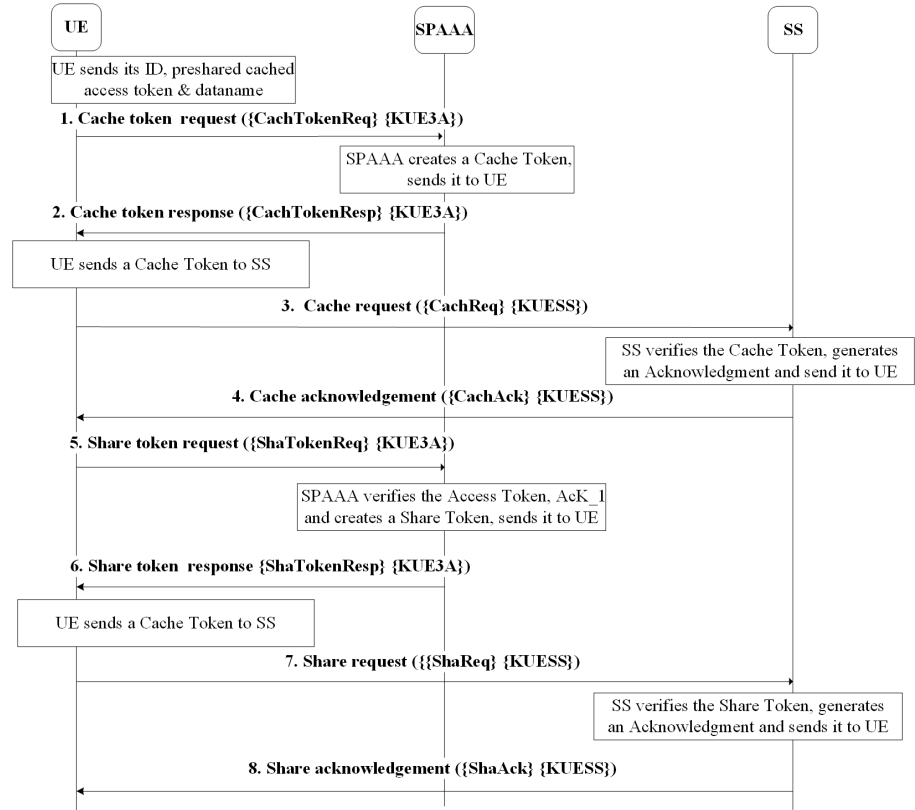 UE
SPAAA
SS
UE sends its ID, preshared cached
access token & dataname
1. Cache token request ({CachTokenReq} {KUE3A})
SPAAA creates a Cache Token,
sends it to UE
2. Cache token response ({CachTokenResp} {KUE3A})
UE sends a Cache Token to SS
3. Cache request ({CachReq} {KUESS})
SS verifies the Cache Token, generates
an Acknowledgment and send it to UE
4. Cache acknowledgement ({CachAck} {KUESS})
5. Share token request ({ShaTokenReq} {KUE3A})
SPAAA verifies the Access Token, AcK_1
and creates a Share Token, sends it to UE
6. Share token response {ShaTokenResp} {KUE3A})
UE sends a Cache Token to SS
7. Share request ({{ShaReq} {KUESS})
SS verifies the Share Token, generates
an Acknowledgment and sends it to UE
8. Share acknowledgement ({ShaAck} {KUESS})